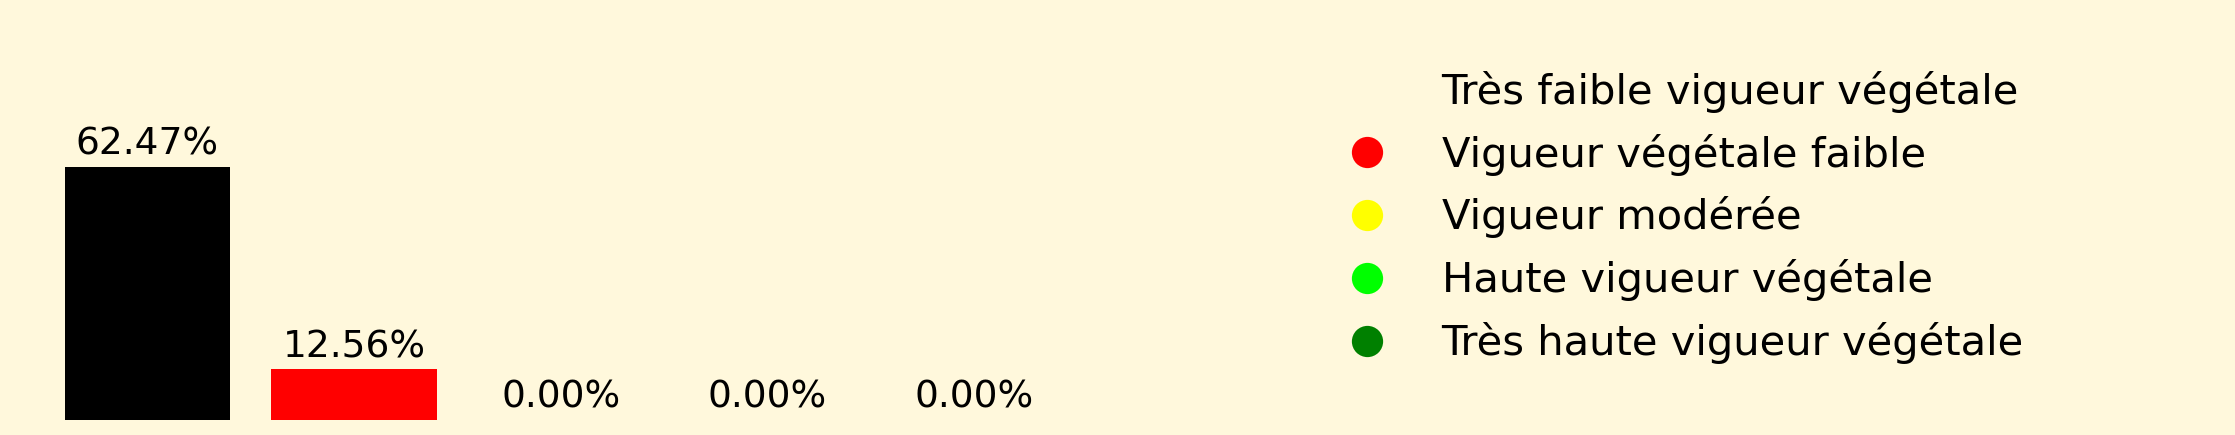 62.47%
12.56%
0.00%
0.00%
0.00%
Très faible vigueur végétale
Vigueur végétale faible
Vigueur modérée
Haute vigueur végétale
Très haute vigueur végétale